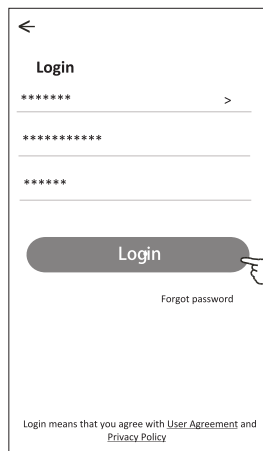 Login
******* >
***********
******
Login
Forgot password
Login means that you agree with User Agreement and
Privacy Policy